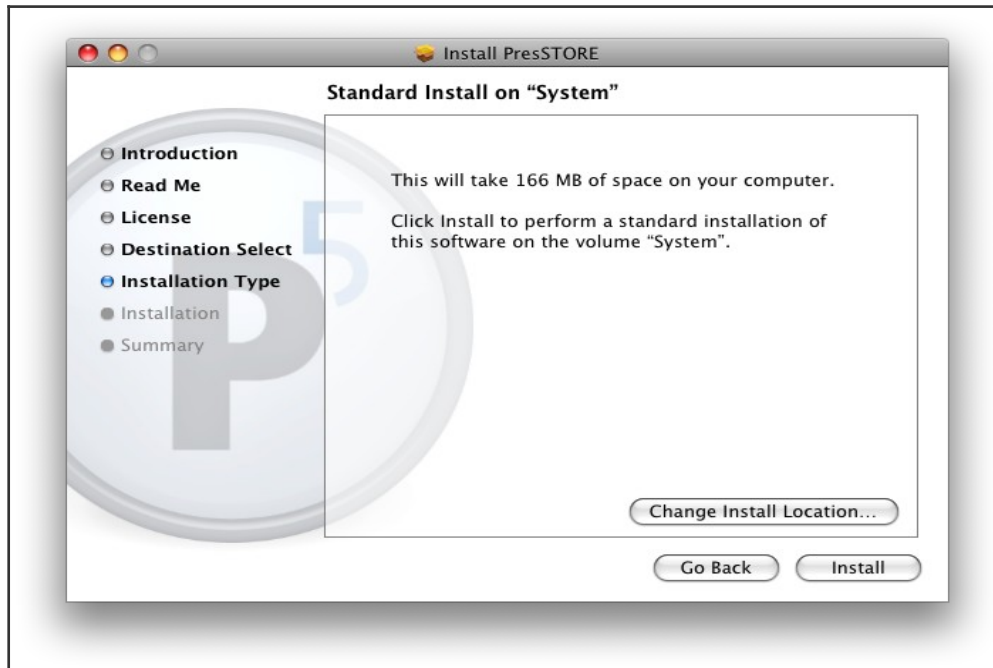 Install PresSTORE
Standard Install on “System”
Introduction
Read Me
License
Destination Select
Installation Type
Installation
Summary
P5
This will take 166 MB of space on your computer.
Click Install to perform a standard installation of
this software on the volume “System”.
Change Install Location...
Go Back
Install